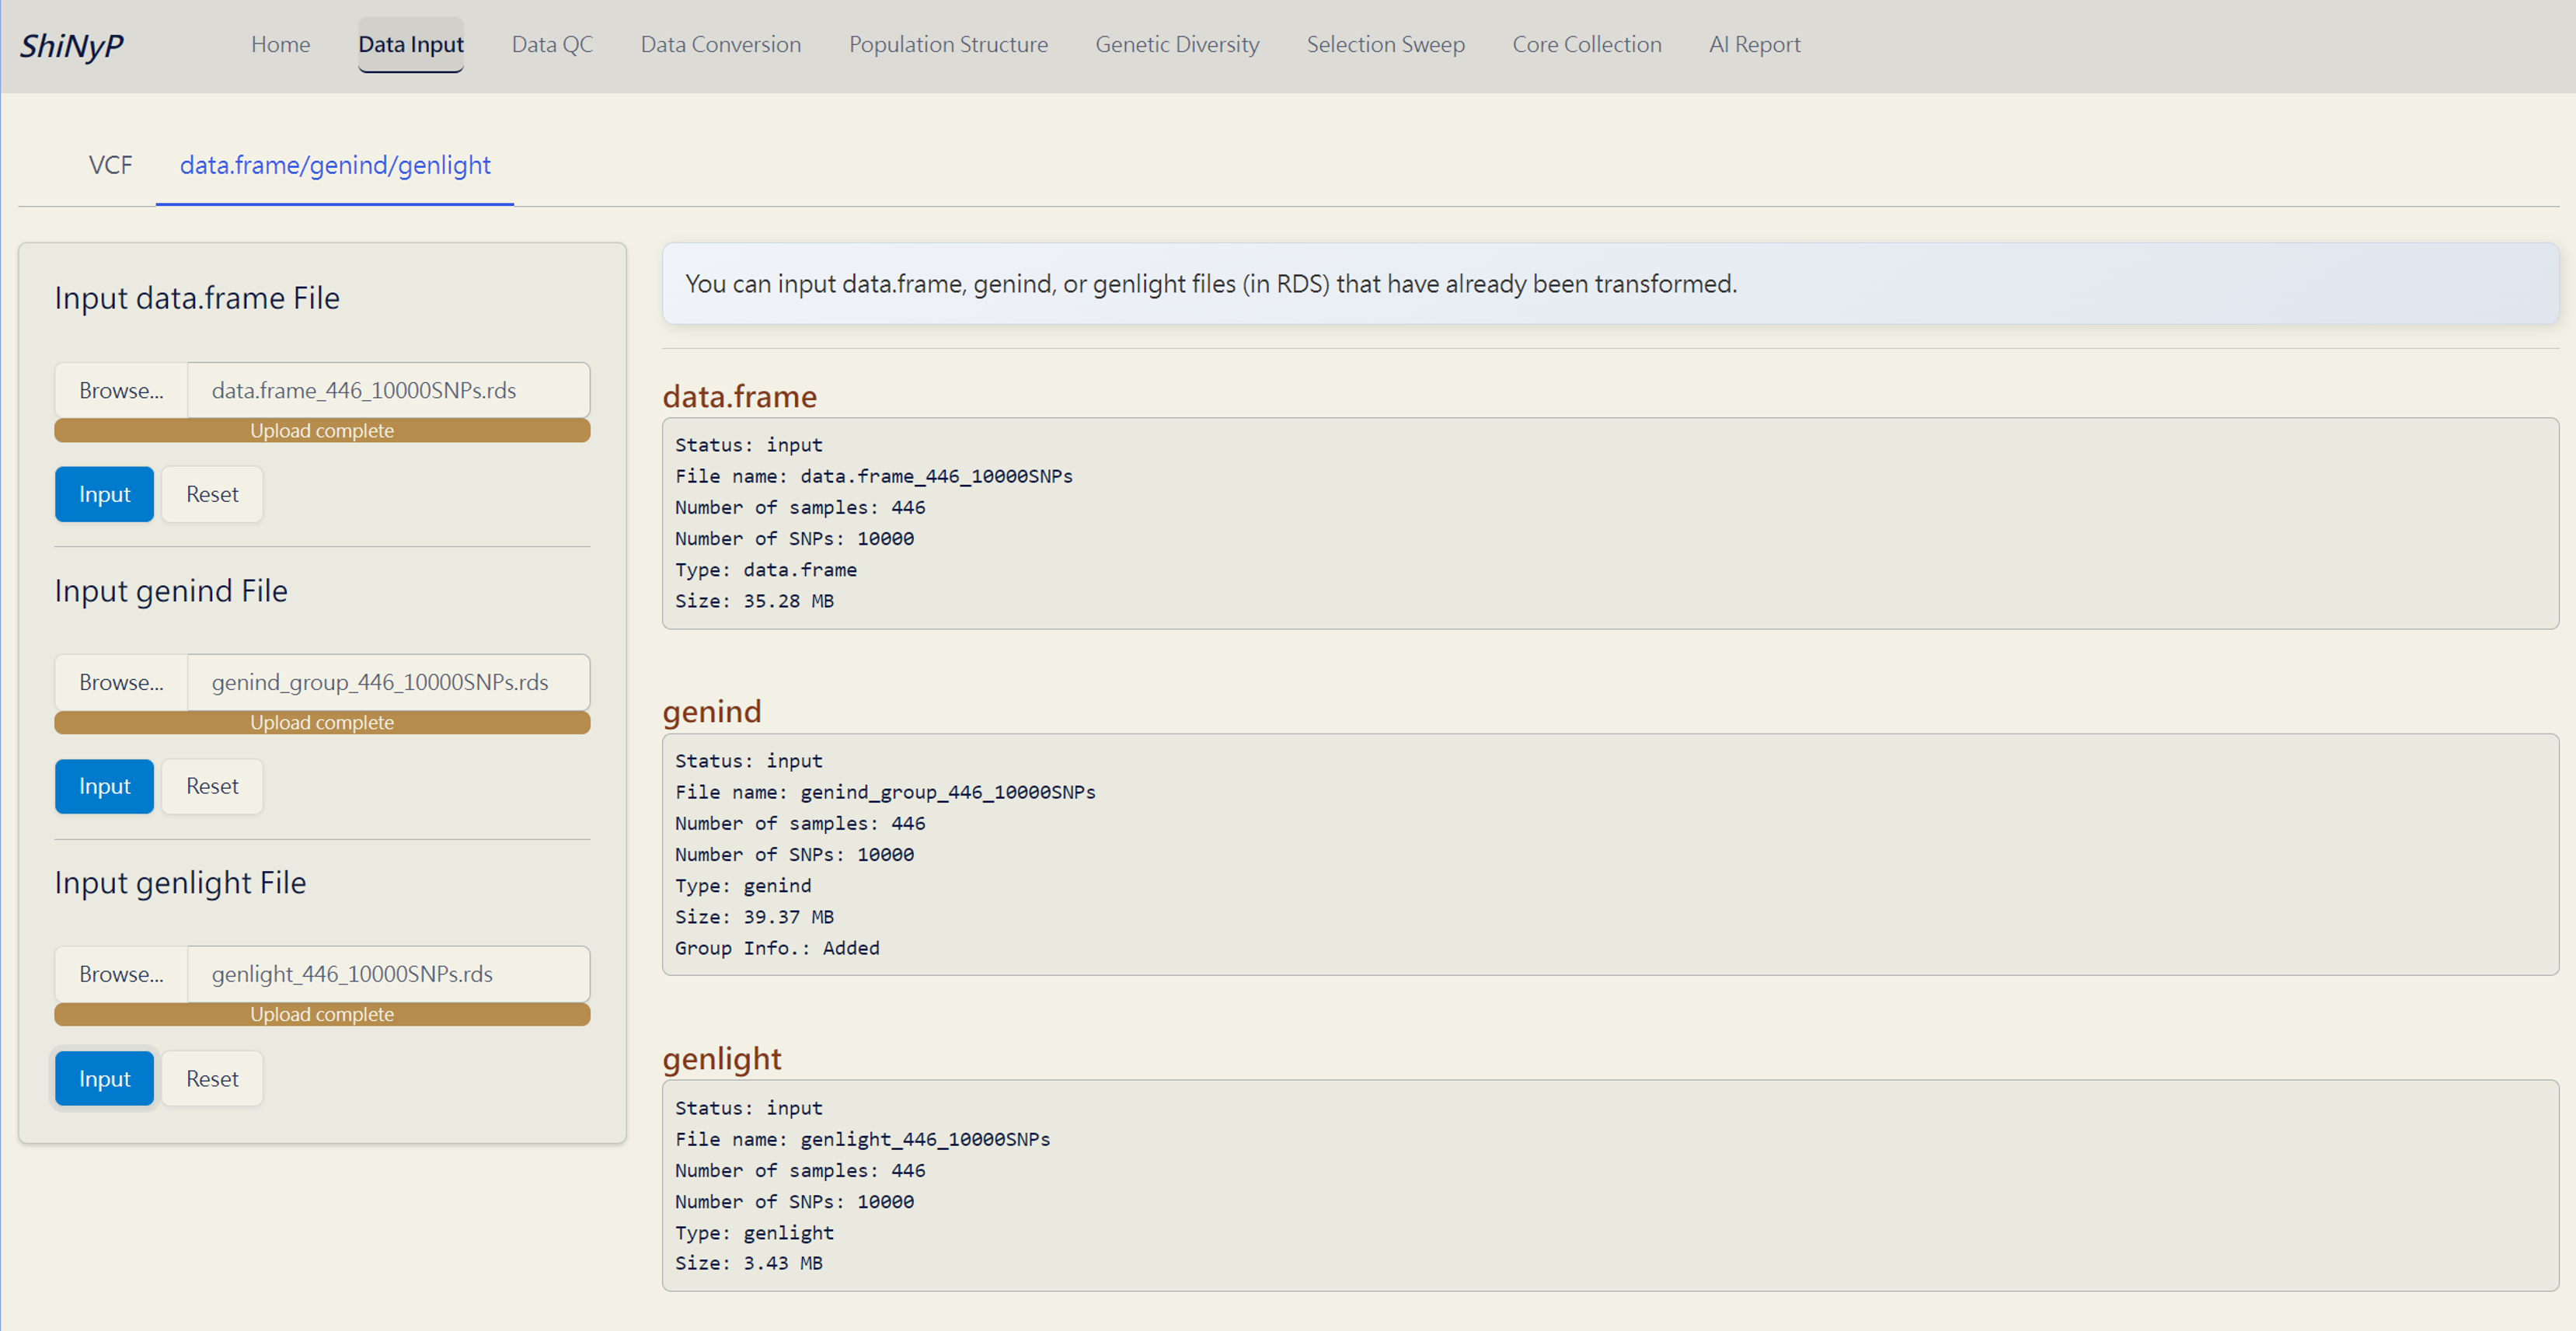 ShiNyP
Home Data Input Data QC Data Conversion Population Structure Genetic Diversity Selection Sweep Core Collection AI Report
VCF data.frame/genind/genlight
Input data.frame File
Browse... data.frame_446_10000SNPs.rds
Upload complete
Input Reset
Input genind File
Browse... genind_group_446_10000SNPs.rds
Upload complete
Input Reset
Input genlight File
Browse... genlight_446_10000SNPs.rds
Upload complete
Input Reset
You can input data.frame, genind, or genlight files (in RDS) that have already been transformed.
data.frame
Status: input
File name: data.frame_446_10000SNPs
Number of samples: 446
Number of SNPs: 10000
Type: data.frame
Size: 35.28 MB
genind
Status: input
File name: genind_group_446_10000SNPs
Number of samples: 446
Number of SNPs: 10000
Type: genind
Size: 39.37 MB
Group Info.: Added
genlight
Status: input
File name: genlight_446_10000SNPs
Number of samples: 446
Number of SNPs: 10000
Type: genlight
Size: 3.43 MB